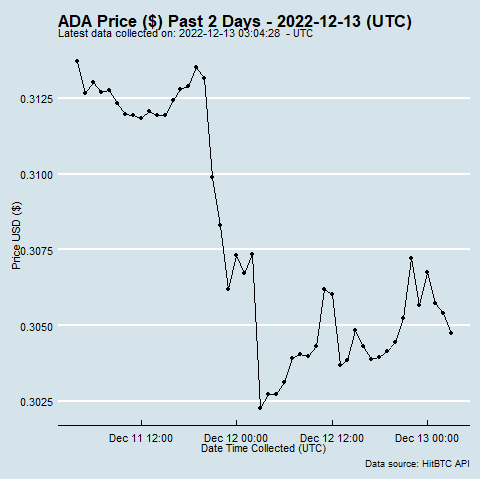 ADA Price ($) Past 2 Days - 2022-12-13 (UTC)
Latest data collected on: 2022-12-13 03:04:28 - UTC
0.3125
0.3100
0.3075
0.3050
0.3025
Price USD ($)
Dec 11 12:00 Dec 12 00:00 Dec 12 12:00 Dec 13 00:00
Date Time Collected (UTC)
Data source: HitBTC API